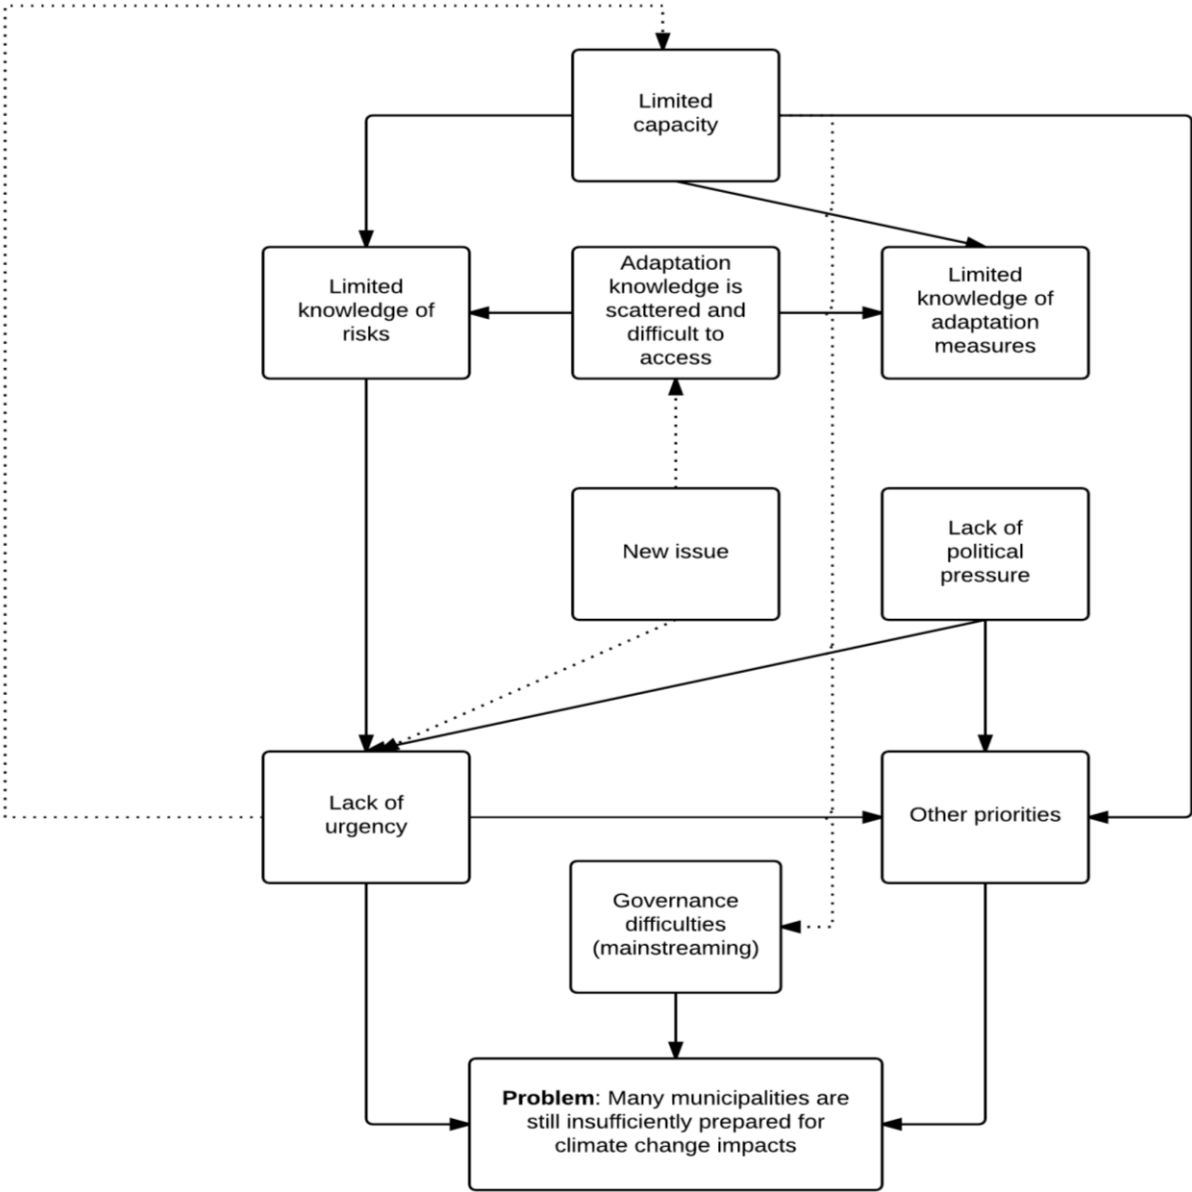 Limited
capacity
Limited
knowledge of
risks
Adaptation
knowledge is
scattered and
difficult to
access
Limited
knowledge of
adaptation
measures
New issue
Lack of
political
pressure
Lack of
urgency
Other priorities
Governance
difficulties
(mainstreaming)
Problem: Many municipalities are
still insufficiently prepared for
climate change impacts